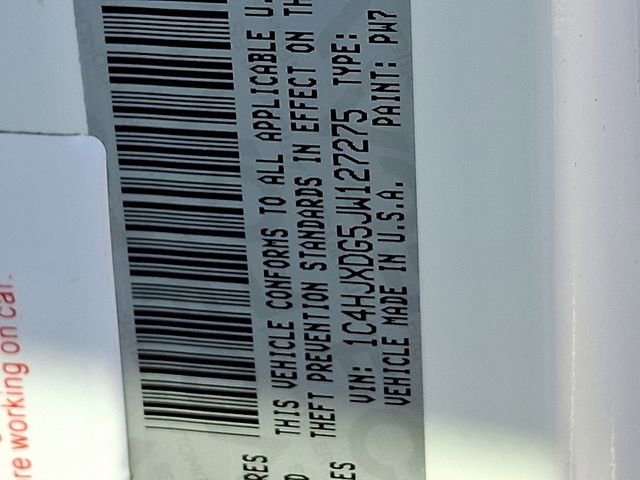 THIS VEHICLE CONFORMS TO ALL APPLICABLE U.
THEFT PREVENTION STANDARDS IN EFFECT ON TH
VIN: 1C4HJXDG5JW127275 TYPE:
VEHICLE MADE IN U.S.A. PAINT: PW7
RES
D
ES
re working on car.